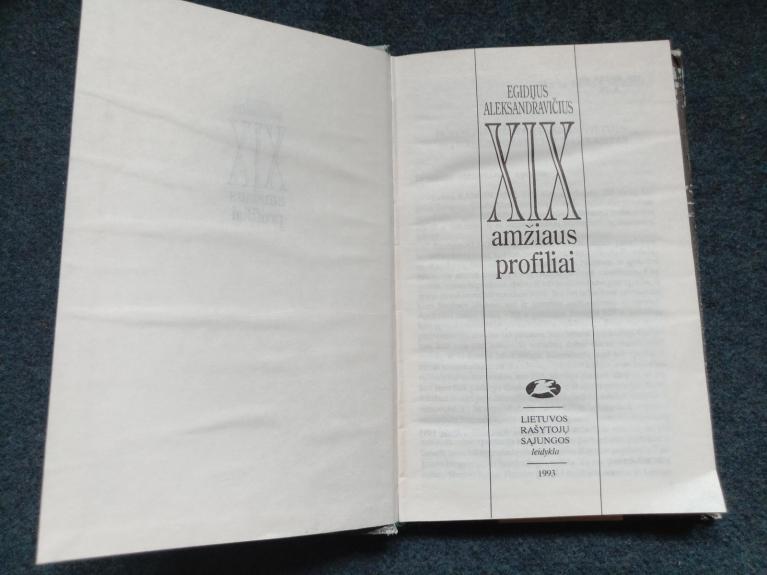 EGIDIJUS
ALEKSANDRAVIČIUS
XIX
amžiaus
profiliai
LIETUVOS
RAŠYTOJŲ
SĄJUNGOS
leidykla
1993